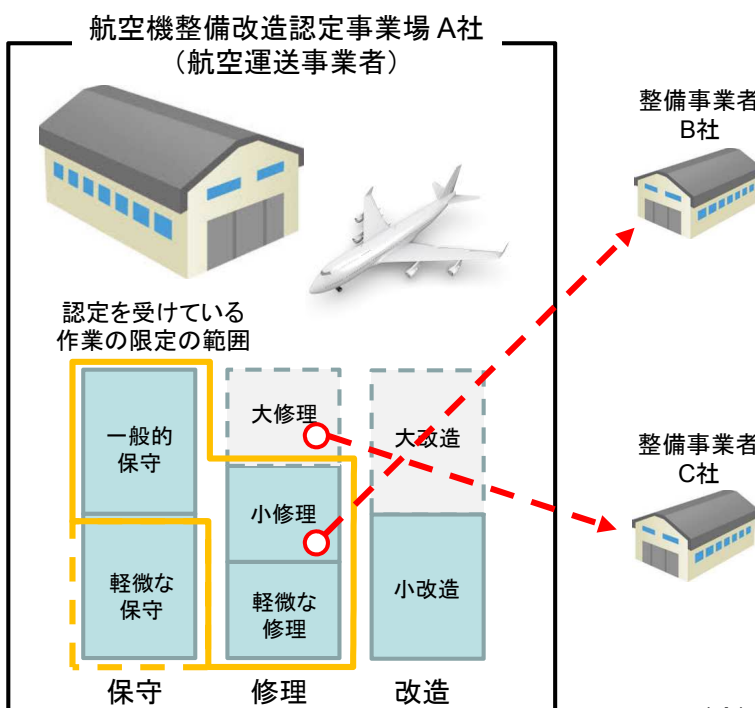 航空機整備改造認定事業場 A社
（航空運送事業者）
整備事業者
B社
認定を受けている
作業の限定の範囲
一般的
保守
大修理
大改造
整備事業者
C社
小修理
軽微な
保守
軽微な
修理
小改造
保守
修理
改造